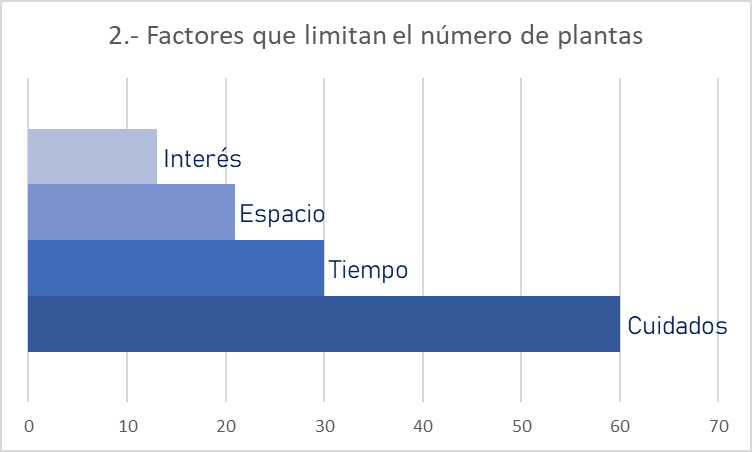 2.- Factores que limitan el número de plantas
Interés
Espacio
Tiempo
Cuidados
0 10 20 30 40 50 60 70